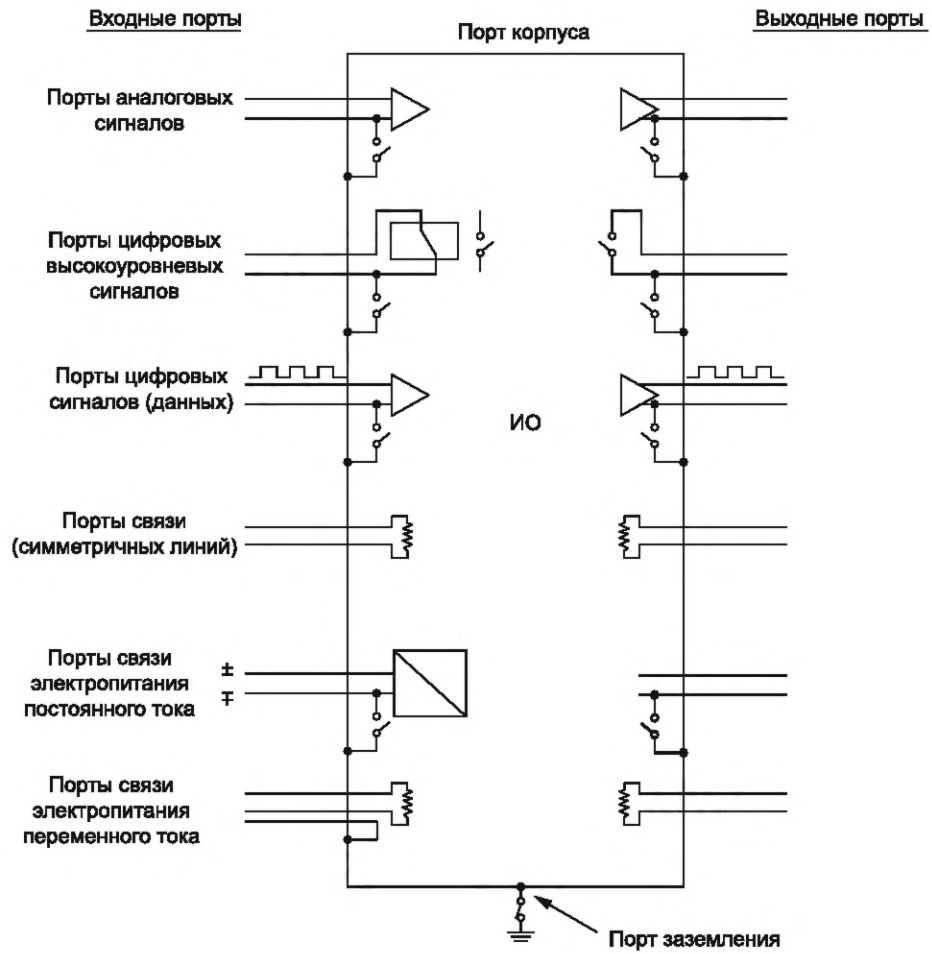 Входные порты
Порт корпуса
Выходные порты
Порты аналоговых
сигналов
Порты цифровых
высокоуровневых
сигналов
Порты цифровых
сигналов (данных)
ИО
Порты связи
(симметричных линий)
Порты связи
электропитания
постоянного тока
±
∓
Порты связи
электропитания
переменного тока
Порт заземления